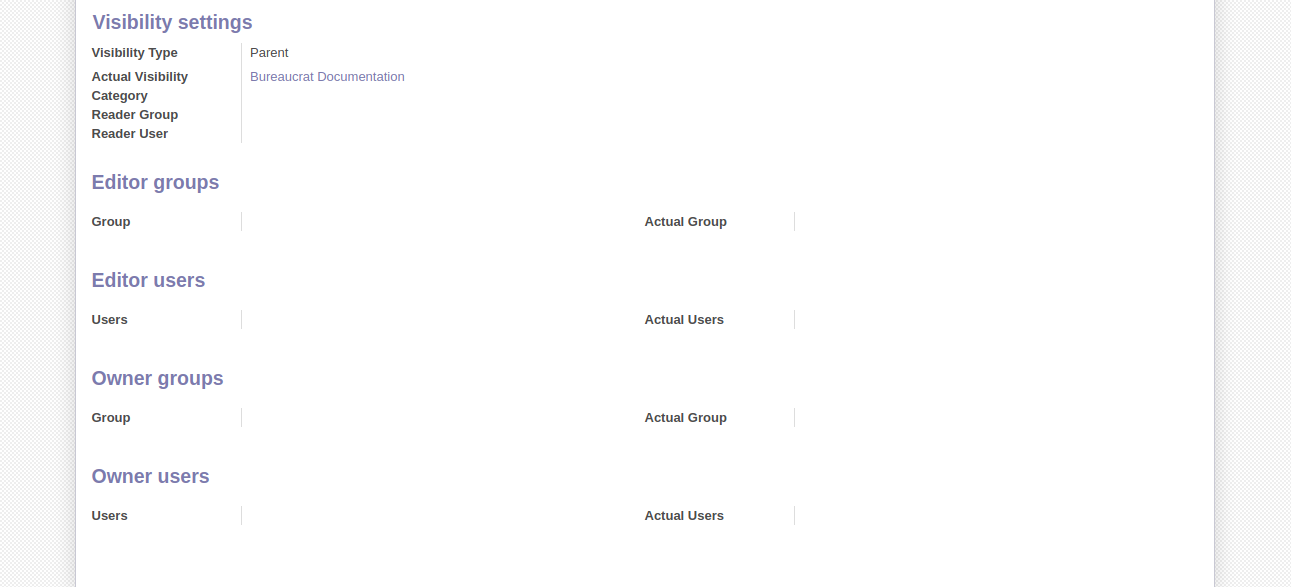 Visibility settings
Visibility Type Parent
Actual Visibility Bureaucrat Documentation
Category
Reader Group
Reader User
Editor groups
Group Actual Group
Editor users
Users Actual Users
Owner groups
Group Actual Group
Owner users
Users Actual Users